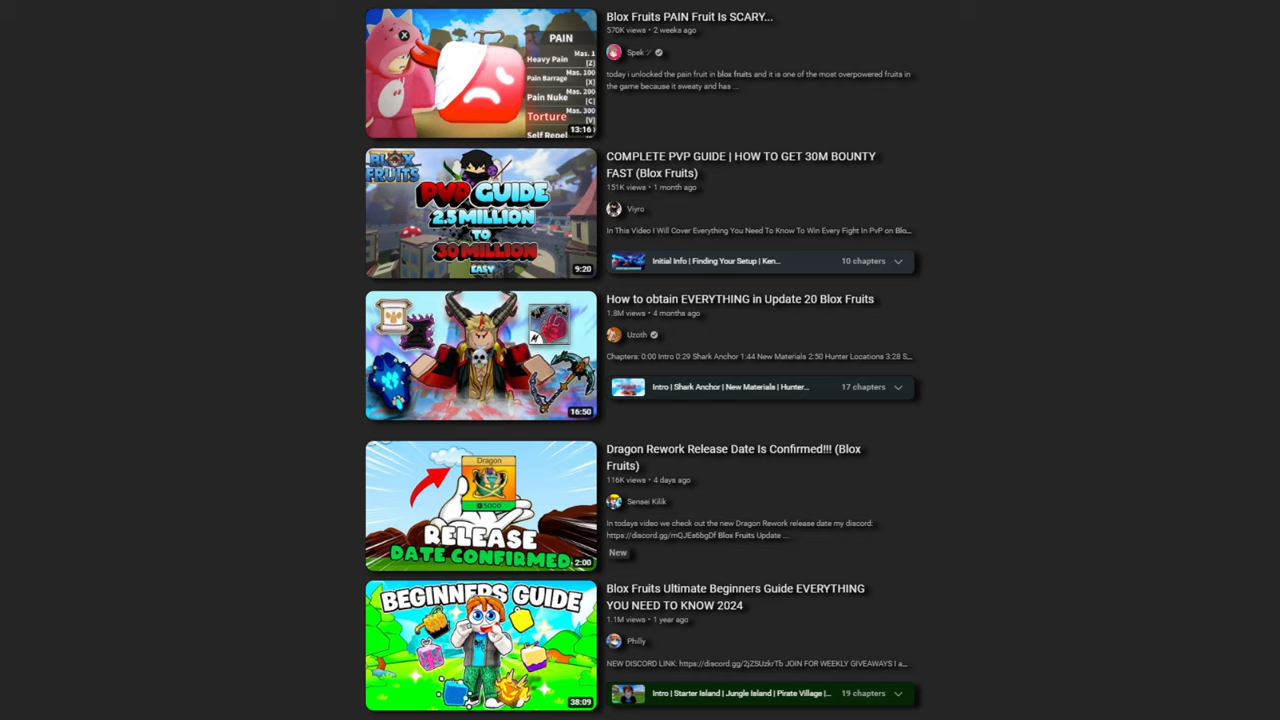 Blox Fruits PAIN Fruit Is SCARY...
570K views • 2 weeks ago
Spekツ
today i unlocked the pain fruit in blox fruits and it is one of the most overpowered fruits in
the game because it sweaty and has ...
PAIN
Mas. 1
Heavy Pain [Z]
Mas. 100
Pain Barrage [X]
Mas. 200
Pain Nuke [C]
Mas. 300
Torture [V]
Self Repel
13:16
COMPLETE PVP GUIDE | HOW TO GET 30M BOUNTY
FAST (Blox Fruits)
151K views • 1 month ago
Viyro
In This Video I Will Cover Everything You Need To Know To Win Every Fight In PvP on Blo...
Initial Info | Finding Your Setup | Ken...
10 chapters
BLOX
FRUITS
PVP GUIDE
2.5 MILLION
TO
30 MILLION
EASY
9:20
How to obtain EVERYTHING in Update 20 Blox Fruits
1.8M views • 4 months ago
Uzoth
Chapters: 0:00 Intro 0:29 Shark Anchor 1:44 New Materials 2:50 Hunter Locations 3:28 S...
Intro | Shark Anchor | New Materials | Hunter...
17 chapters
M
16:50
Dragon Rework Release Date Is Confirmed!!! (Blox
Fruits)
116K views • 4 days ago
Sensei Kilik
In todays video we check out the new Dragon Rework release date my discord:
https://discord.gg/mQJEs6bgDf Blox Fruits Update ...
New
Dragon
5000
RELEASE
DATE CONFIRMED
2:00
Blox Fruits Ultimate Beginners Guide EVERYTHING
YOU NEED TO KNOW 2024
1.1M views • 1 year ago
Philly
NEW DISCORD LINK: https://discord.gg/2jZSUzkrTb JOIN FOR WEEKLY GIVEAWAYS I a...
Intro | Starter Island | Jungle Island | Pirate Village |...
19 chapters
BEGINNERS GUIDE
38:09